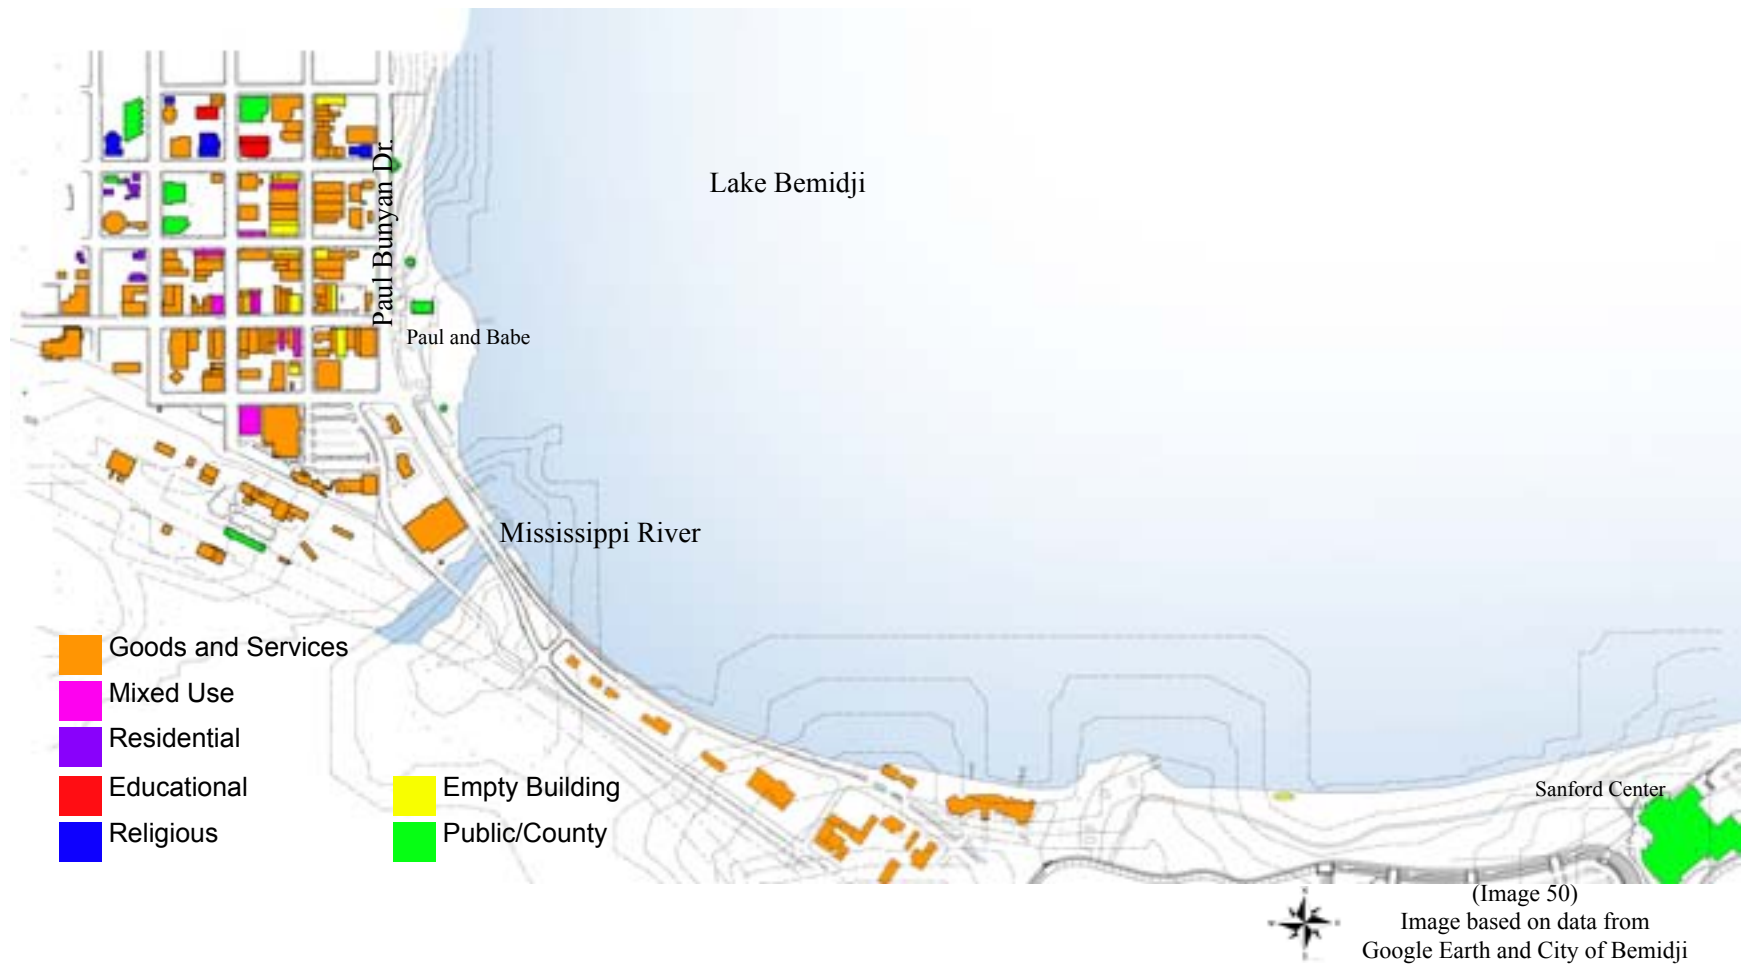 Lake Bemidji
Paul Bunyan Dr.
Paul and Babe
Mississippi River
Goods and Services
Mixed Use
Residential
Educational
Religious
Empty Building
Public/County
Sanford Center
(Image 50)
Image based on data from
Google Earth and City of Bemidji